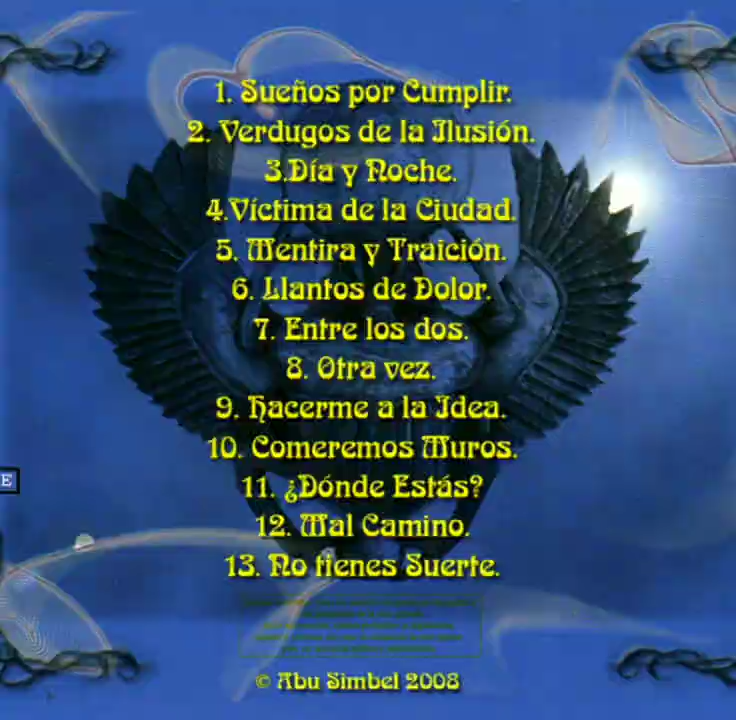 1. Sueños por Cumplir.
2. Verdugos de la Ilusión.
3.Día y Noche.
4.Víctima de la Ciudad.
5. Mentira y Traición.
6. Llantos de Dolor.
7. Entre los dos.
8. Otra vez.
9. Hacerme a la Idea.
10. Comeremos Muros.
E
11. ¿Dónde Estás?
12. Mal Camino.
13. No tienes Suerte.
© Abu Simbel 2008